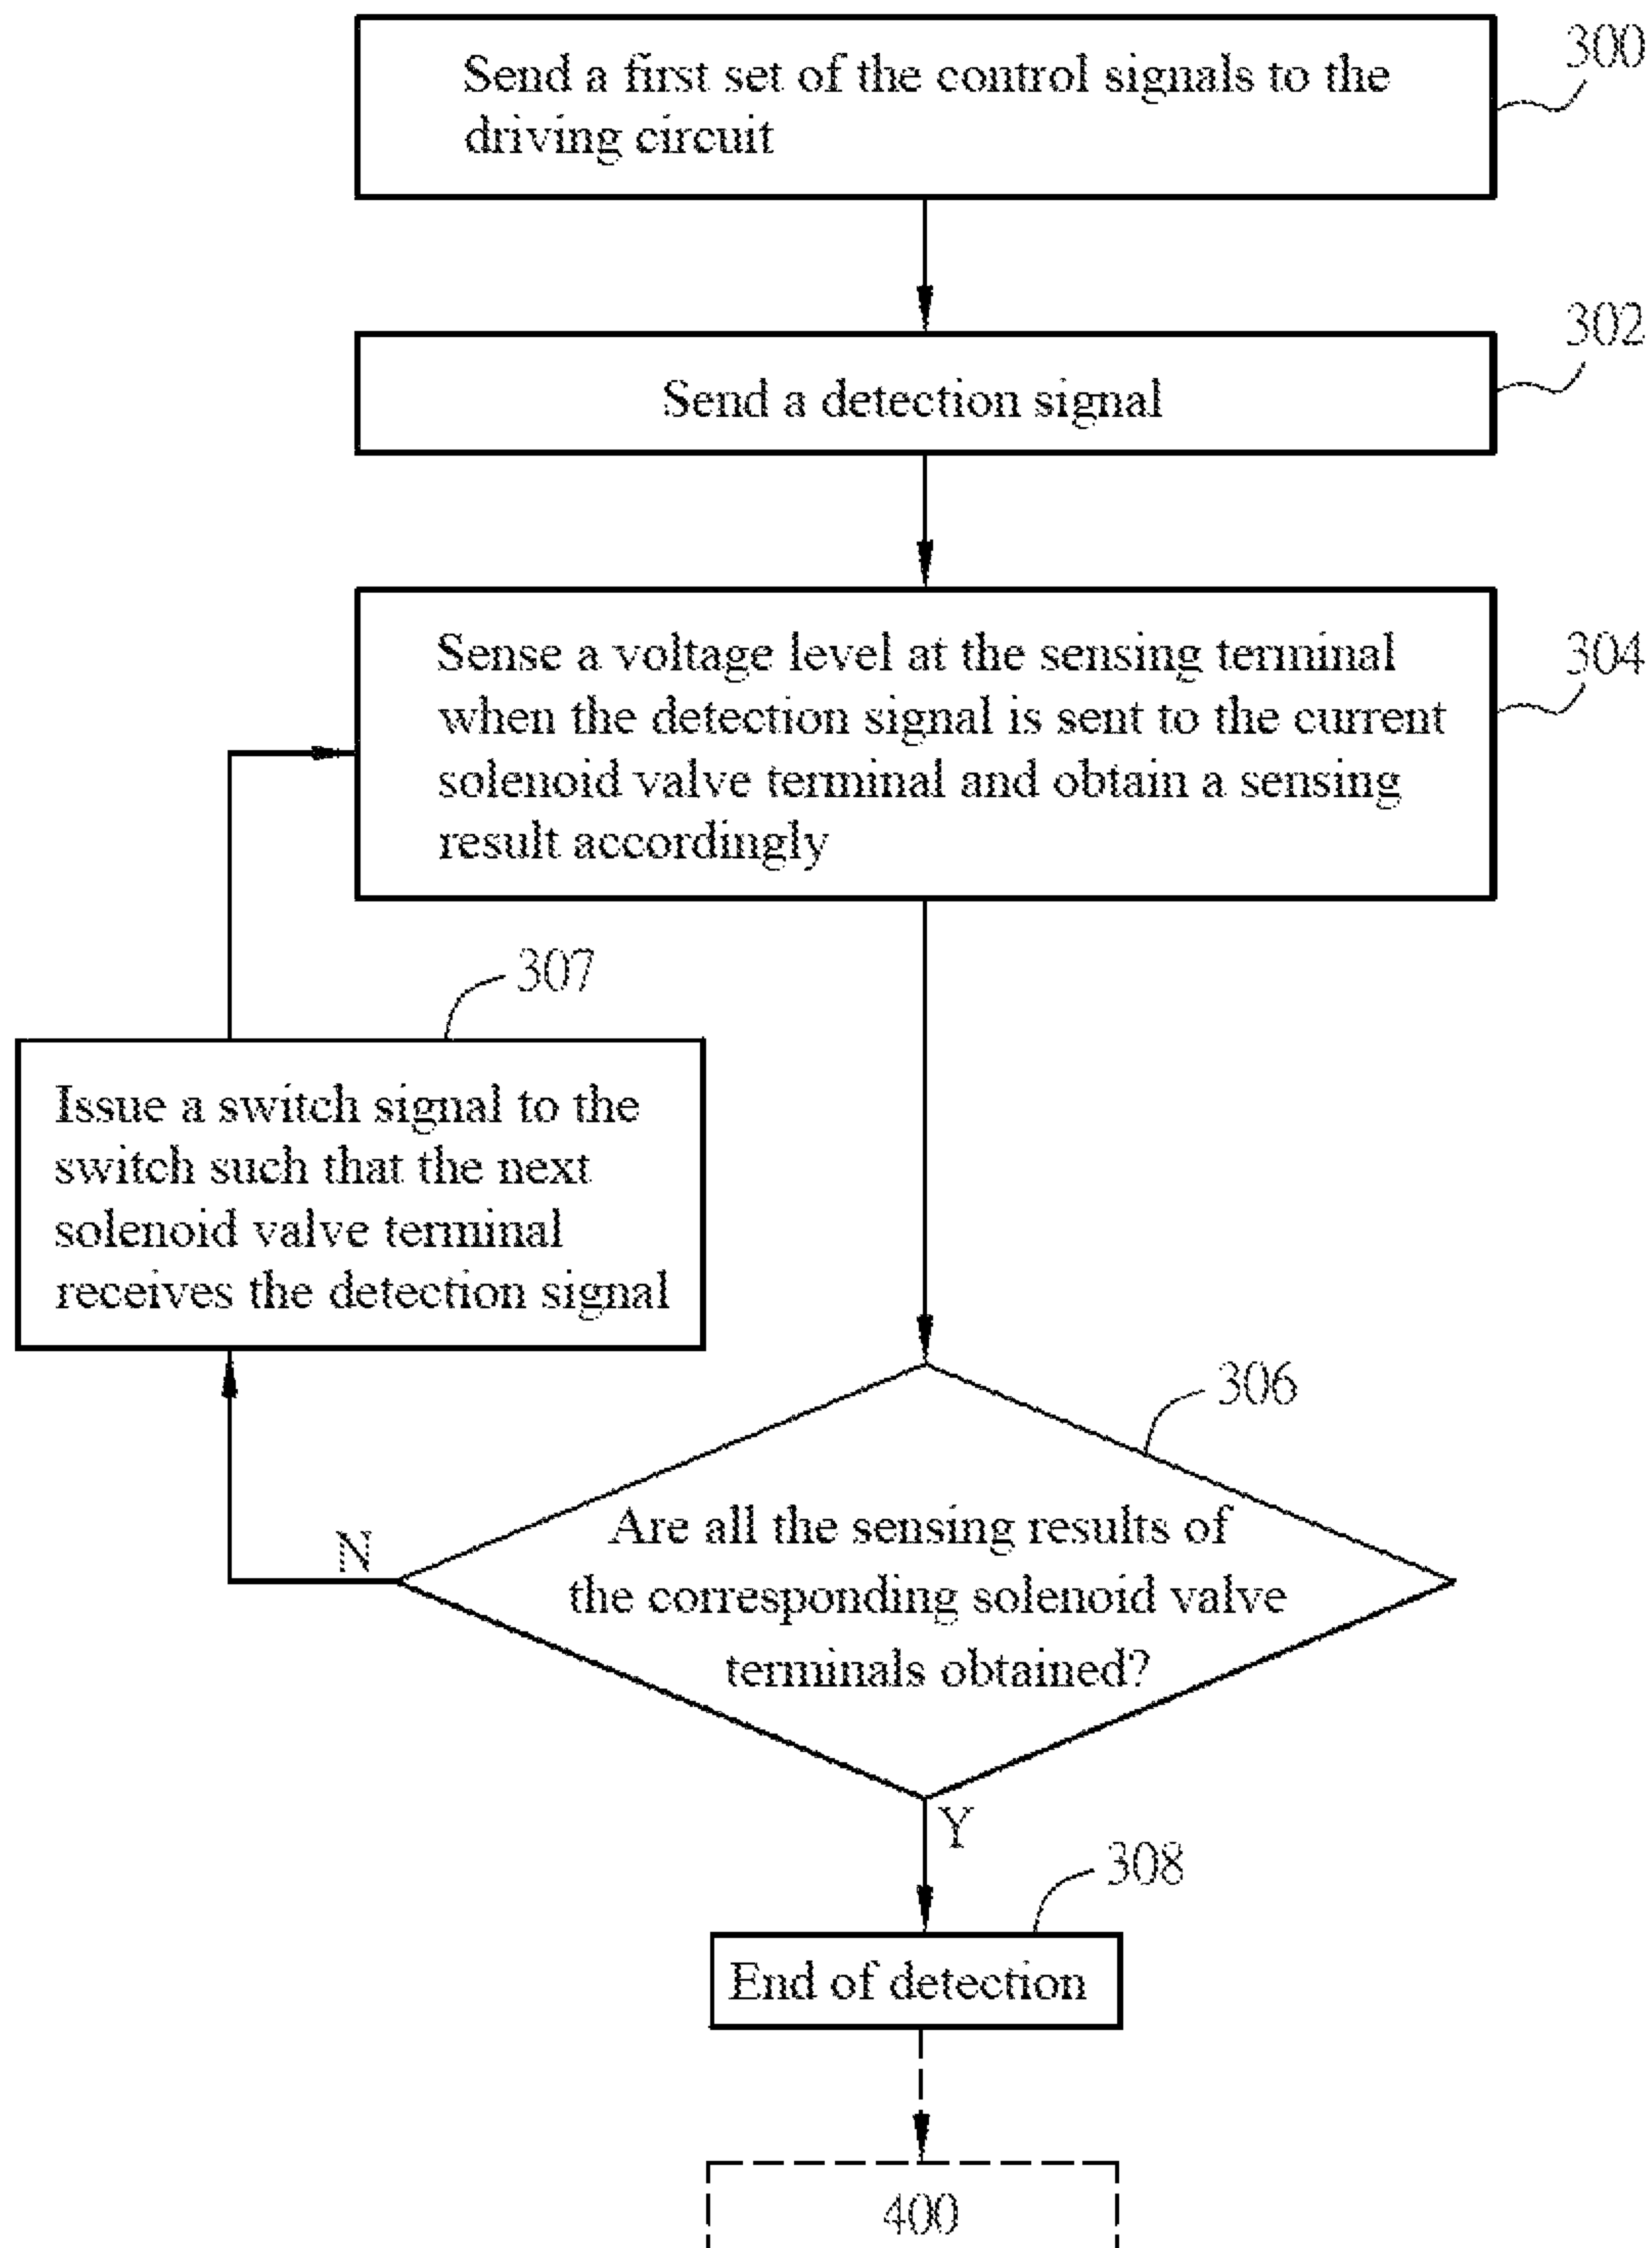 Send a first set of the control signals to the
driving circuit
300
Send a detection signal
302
Sense a voltage level at the sensing terminal
when the detection signal is sent to the current
solenoid valve terminal and obtain a sensing
result accordingly
304
307
Issue a switch signal to the
switch such that the next
solenoid valve terminal
receives the detection signal
306
Are all the sensing results of
the corresponding solenoid valve
terminals obtained?
N
Y
308
End of detection
400